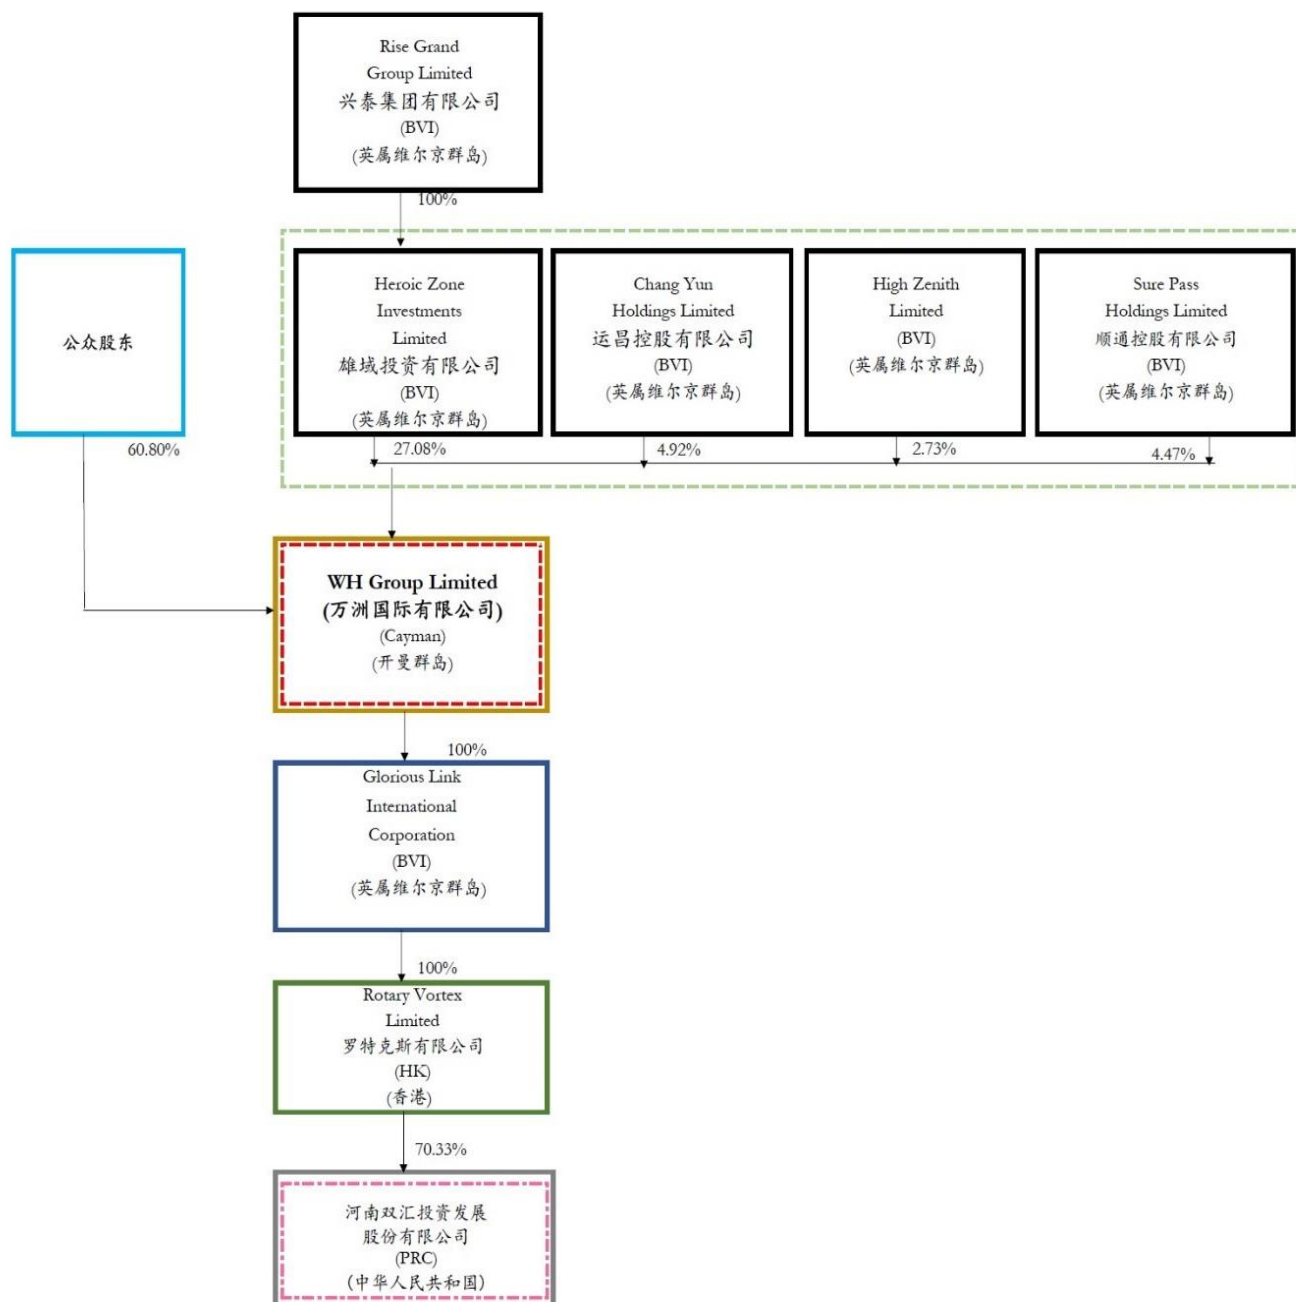 Rise Grand
Group Limited
兴泰集团有限公司
(BVI)
(英属维尔京群岛)
100%
公众股东
60.80%
Heroic Zone
Investments
Limited
雄域投资有限公司
(BVI)
(英属维尔京群岛)
27.08%
Chang Yun
Holdings Limited
运昌控股有限公司
(BVI)
(英属维尔京群岛)
4.92%
High Zenith
Limited
(BVI)
(英属维尔京群岛)
2.73%
Sure Pass
Holdings Limited
顺通控股有限公司
(BVI)
(英属维尔京群岛)
4.47%
WH Group Limited
(万洲国际有限公司)
(Cayman)
(开曼群岛)
100%
Glorious Link
International
Corporation
(BVI)
(英属维尔京群岛)
100%
Rotary Vortex
Limited
罗特克斯有限公司
(HK)
(香港)
70.33%
河南双汇投资发展
股份有限公司
(PRC)
(中华人民共和国)